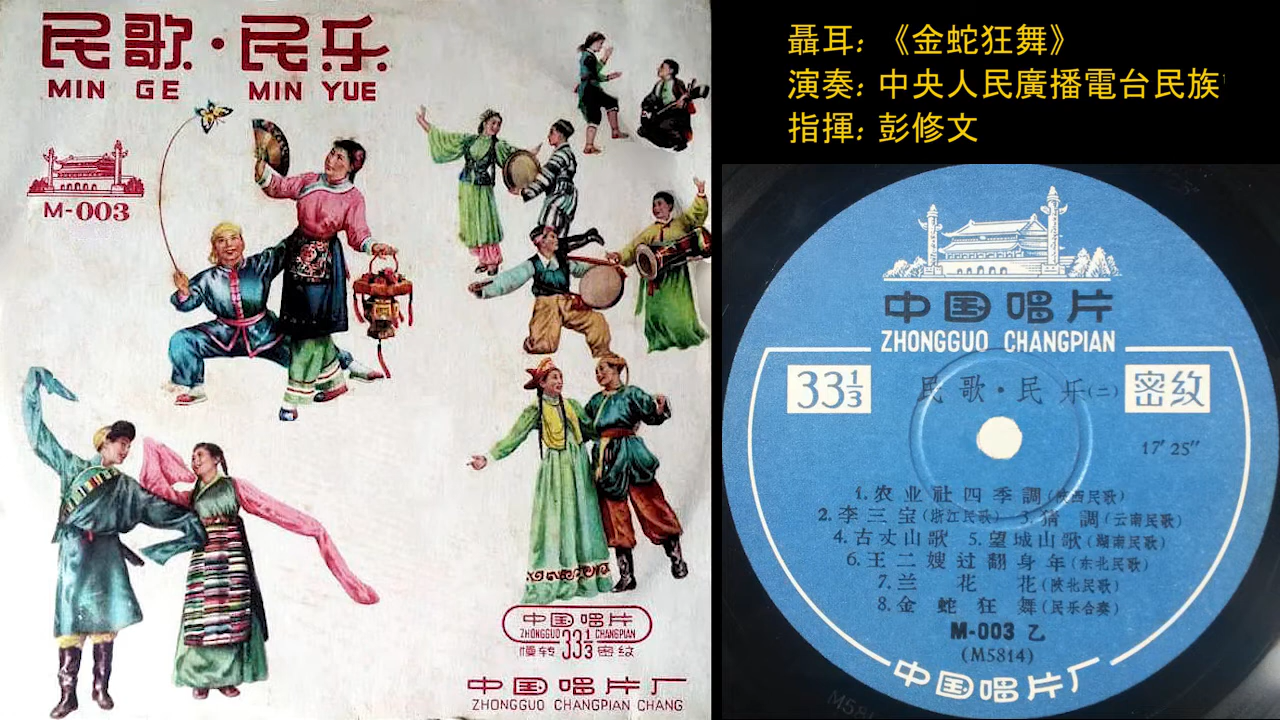 民歌·民乐
MIN GE MIN YUE
M-003
中国唱片
ZHONGGUO CHANGPIAN
慢转 33⅓ 密纹
中国唱片厂
ZHONGGUO CHANGPIAN CHANG
聶耳:《金蛇狂舞》
演奏: 中央人民廣播電台民族
指揮: 彭修文
中国唱片
ZHONGGUO CHANGPIAN
33⅓
密纹
民歌·民乐(二)
17′25″
1.农业社四季調(陕西民歌)
2.李三宝(浙江民歌) 3.猜調(云南民歌)
4.古丈山歌 5.望城山歌(湖南民歌)
6.王二嫂过翻身年(东北民歌)
7.兰花花(陕北民歌)
8.金蛇狂舞(民乐合奏)
M-003 乙
(M5814)
中国唱片厂